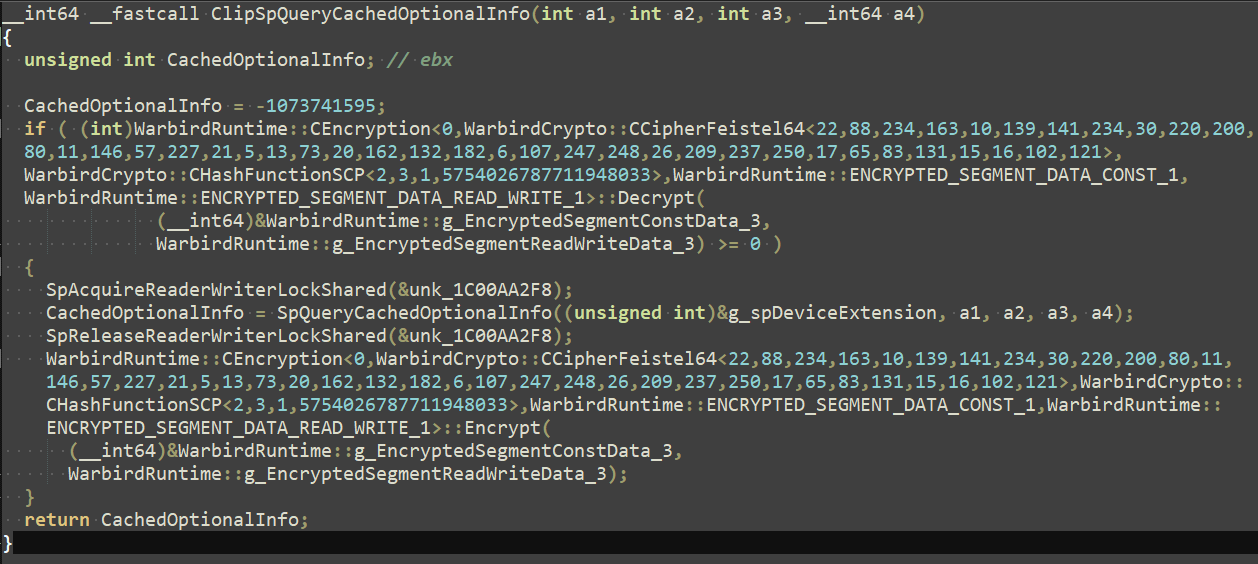 __int64 __fastcall ClipSpQueryCachedOptionalInfo(int a1, int a2, int a3, __int64 a4)
{
unsigned int CachedOptionalInfo; // ebx
CachedOptionalInfo = -1073741595;
if ( (int)WarbirdRuntime::CEncryption<0,WarbirdCrypto::CCipherFeistel64<22,88,234,163,10,139,141,234,30,220,200,
80,11,146,57,227,21,5,13,73,20,162,132,182,6,107,247,248,26,209,237,250,17,65,83,131,15,16,102,121>,
WarbirdCrypto::CHashFunctionSCP<2,3,1,5754026787711948033>,WarbirdRuntime::ENCRYPTED_SEGMENT_DATA_CONST_1,
WarbirdRuntime::ENCRYPTED_SEGMENT_DATA_READ_WRITE_1>::Decrypt(
(__int64)&WarbirdRuntime::g_EncryptedSegmentConstData_3,
WarbirdRuntime::g_EncryptedSegmentReadWriteData_3) >= 0 )
{
SpAcquireReaderWriterLockShared(&unk_1C00AA2F8);
CachedOptionalInfo = SpQueryCachedOptionalInfo((unsigned int)&g_spDeviceExtension, a1, a2, a3, a4);
SpReleaseReaderWriterLockShared(&unk_1C00AA2F8);
WarbirdRuntime::CEncryption<0,WarbirdCrypto::CCipherFeistel64<22,88,234,163,10,139,141,234,30,220,200,80,11,
146,57,227,21,5,13,73,20,162,132,182,6,107,247,248,26,209,237,250,17,65,83,131,15,16,102,121>,WarbirdCrypto::
CHashFunctionSCP<2,3,1,5754026787711948033>,WarbirdRuntime::ENCRYPTED_SEGMENT_DATA_CONST_1,WarbirdRuntime::
ENCRYPTED_SEGMENT_DATA_READ_WRITE_1>::Encrypt(
(__int64)&WarbirdRuntime::g_EncryptedSegmentConstData_3,
WarbirdRuntime::g_EncryptedSegmentReadWriteData_3);
}
return CachedOptionalInfo;
}